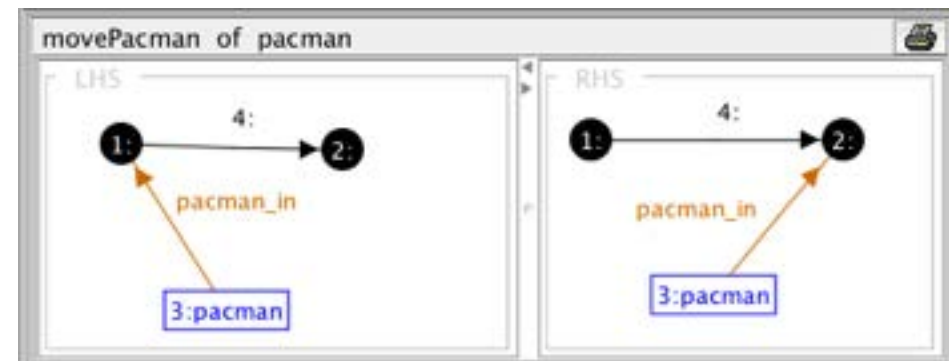 movePacman of pacman
LHS
4:
1:
2:
pacman_in
3:pacman
RHS
4:
1:
2:
pacman_in
3:pacman